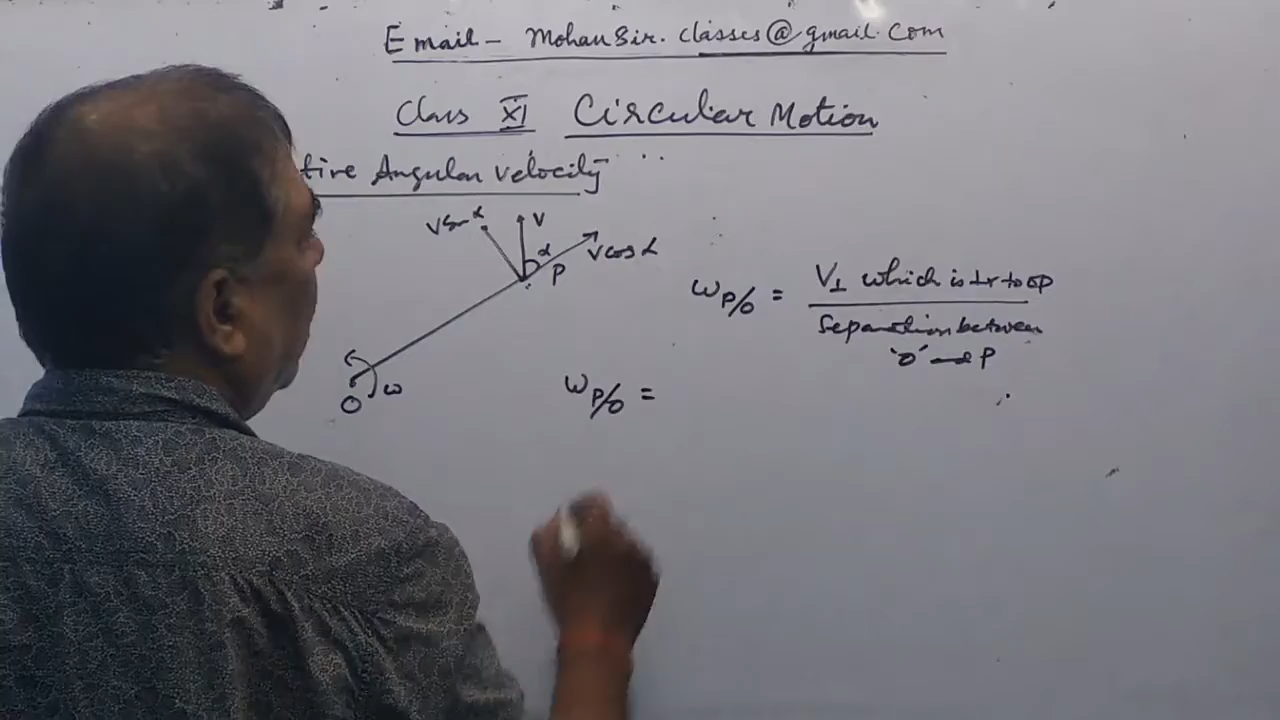 Email - MohanSir.classes@gmail.com
Class XI Circular Motion
tive Angular velocity
V Sin α
V
α
V cos α
P
ω P/O = V⊥ which is ⊥r to OP
Separation between
'O' and P
ω
O
ω P/O =